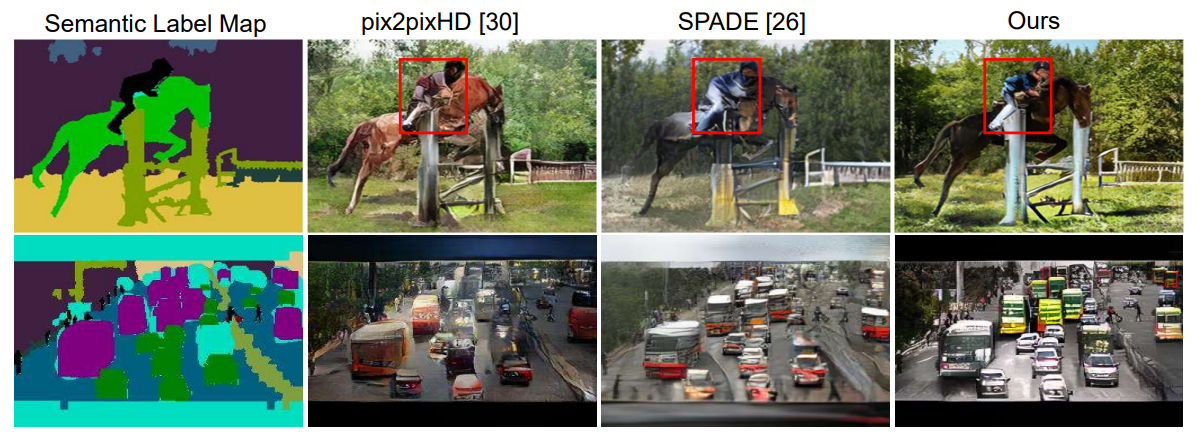 Semantic Label Map
pix2pixHD [30]
SPADE [26]
Ours